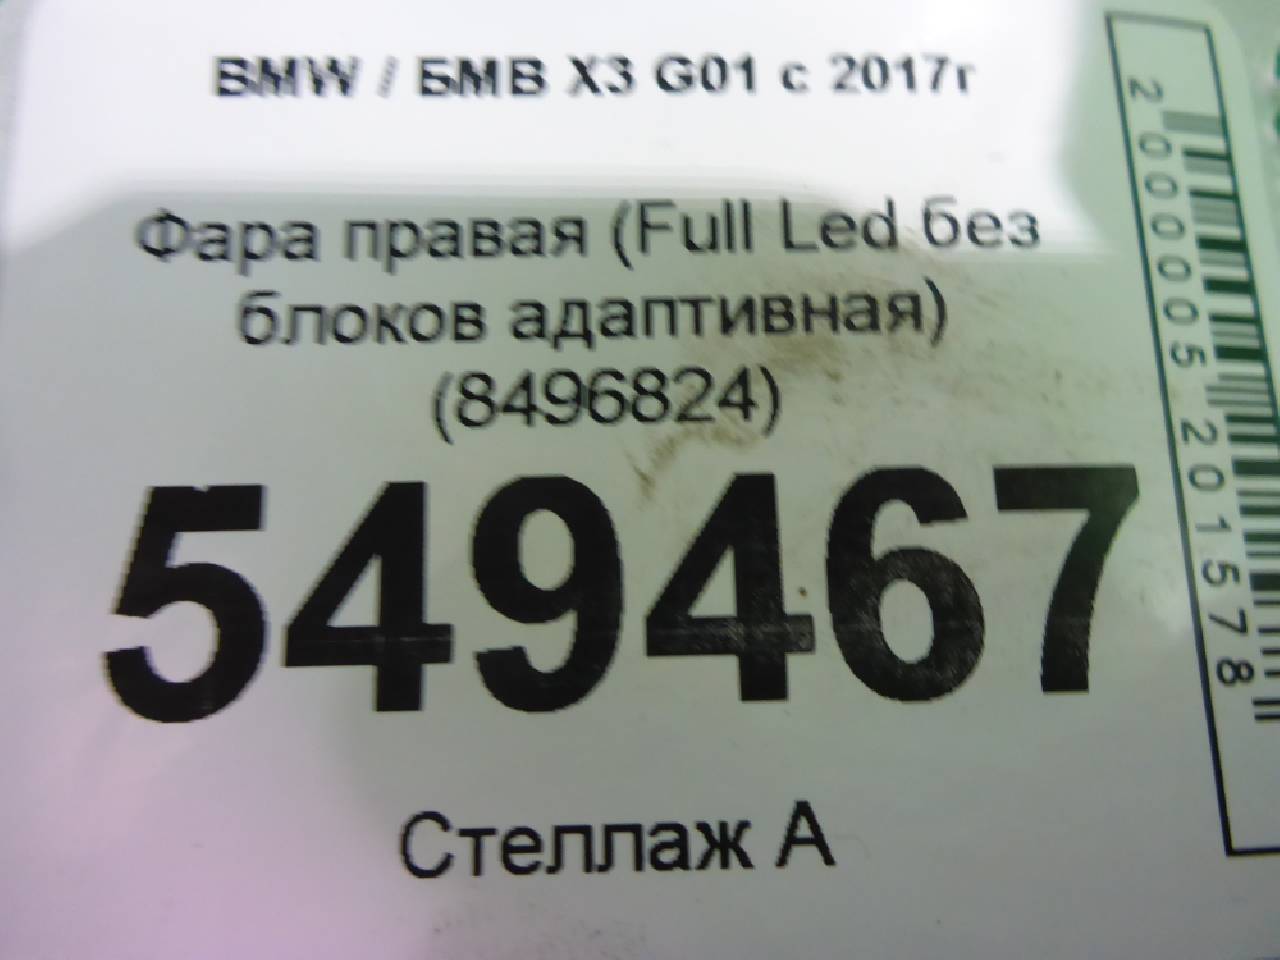 BMW / БМВ X3 G01 с 2017г
Фара правая (Full Led без
блоков адаптивная)
(8496824)
549467
Стеллаж А
2000005201578